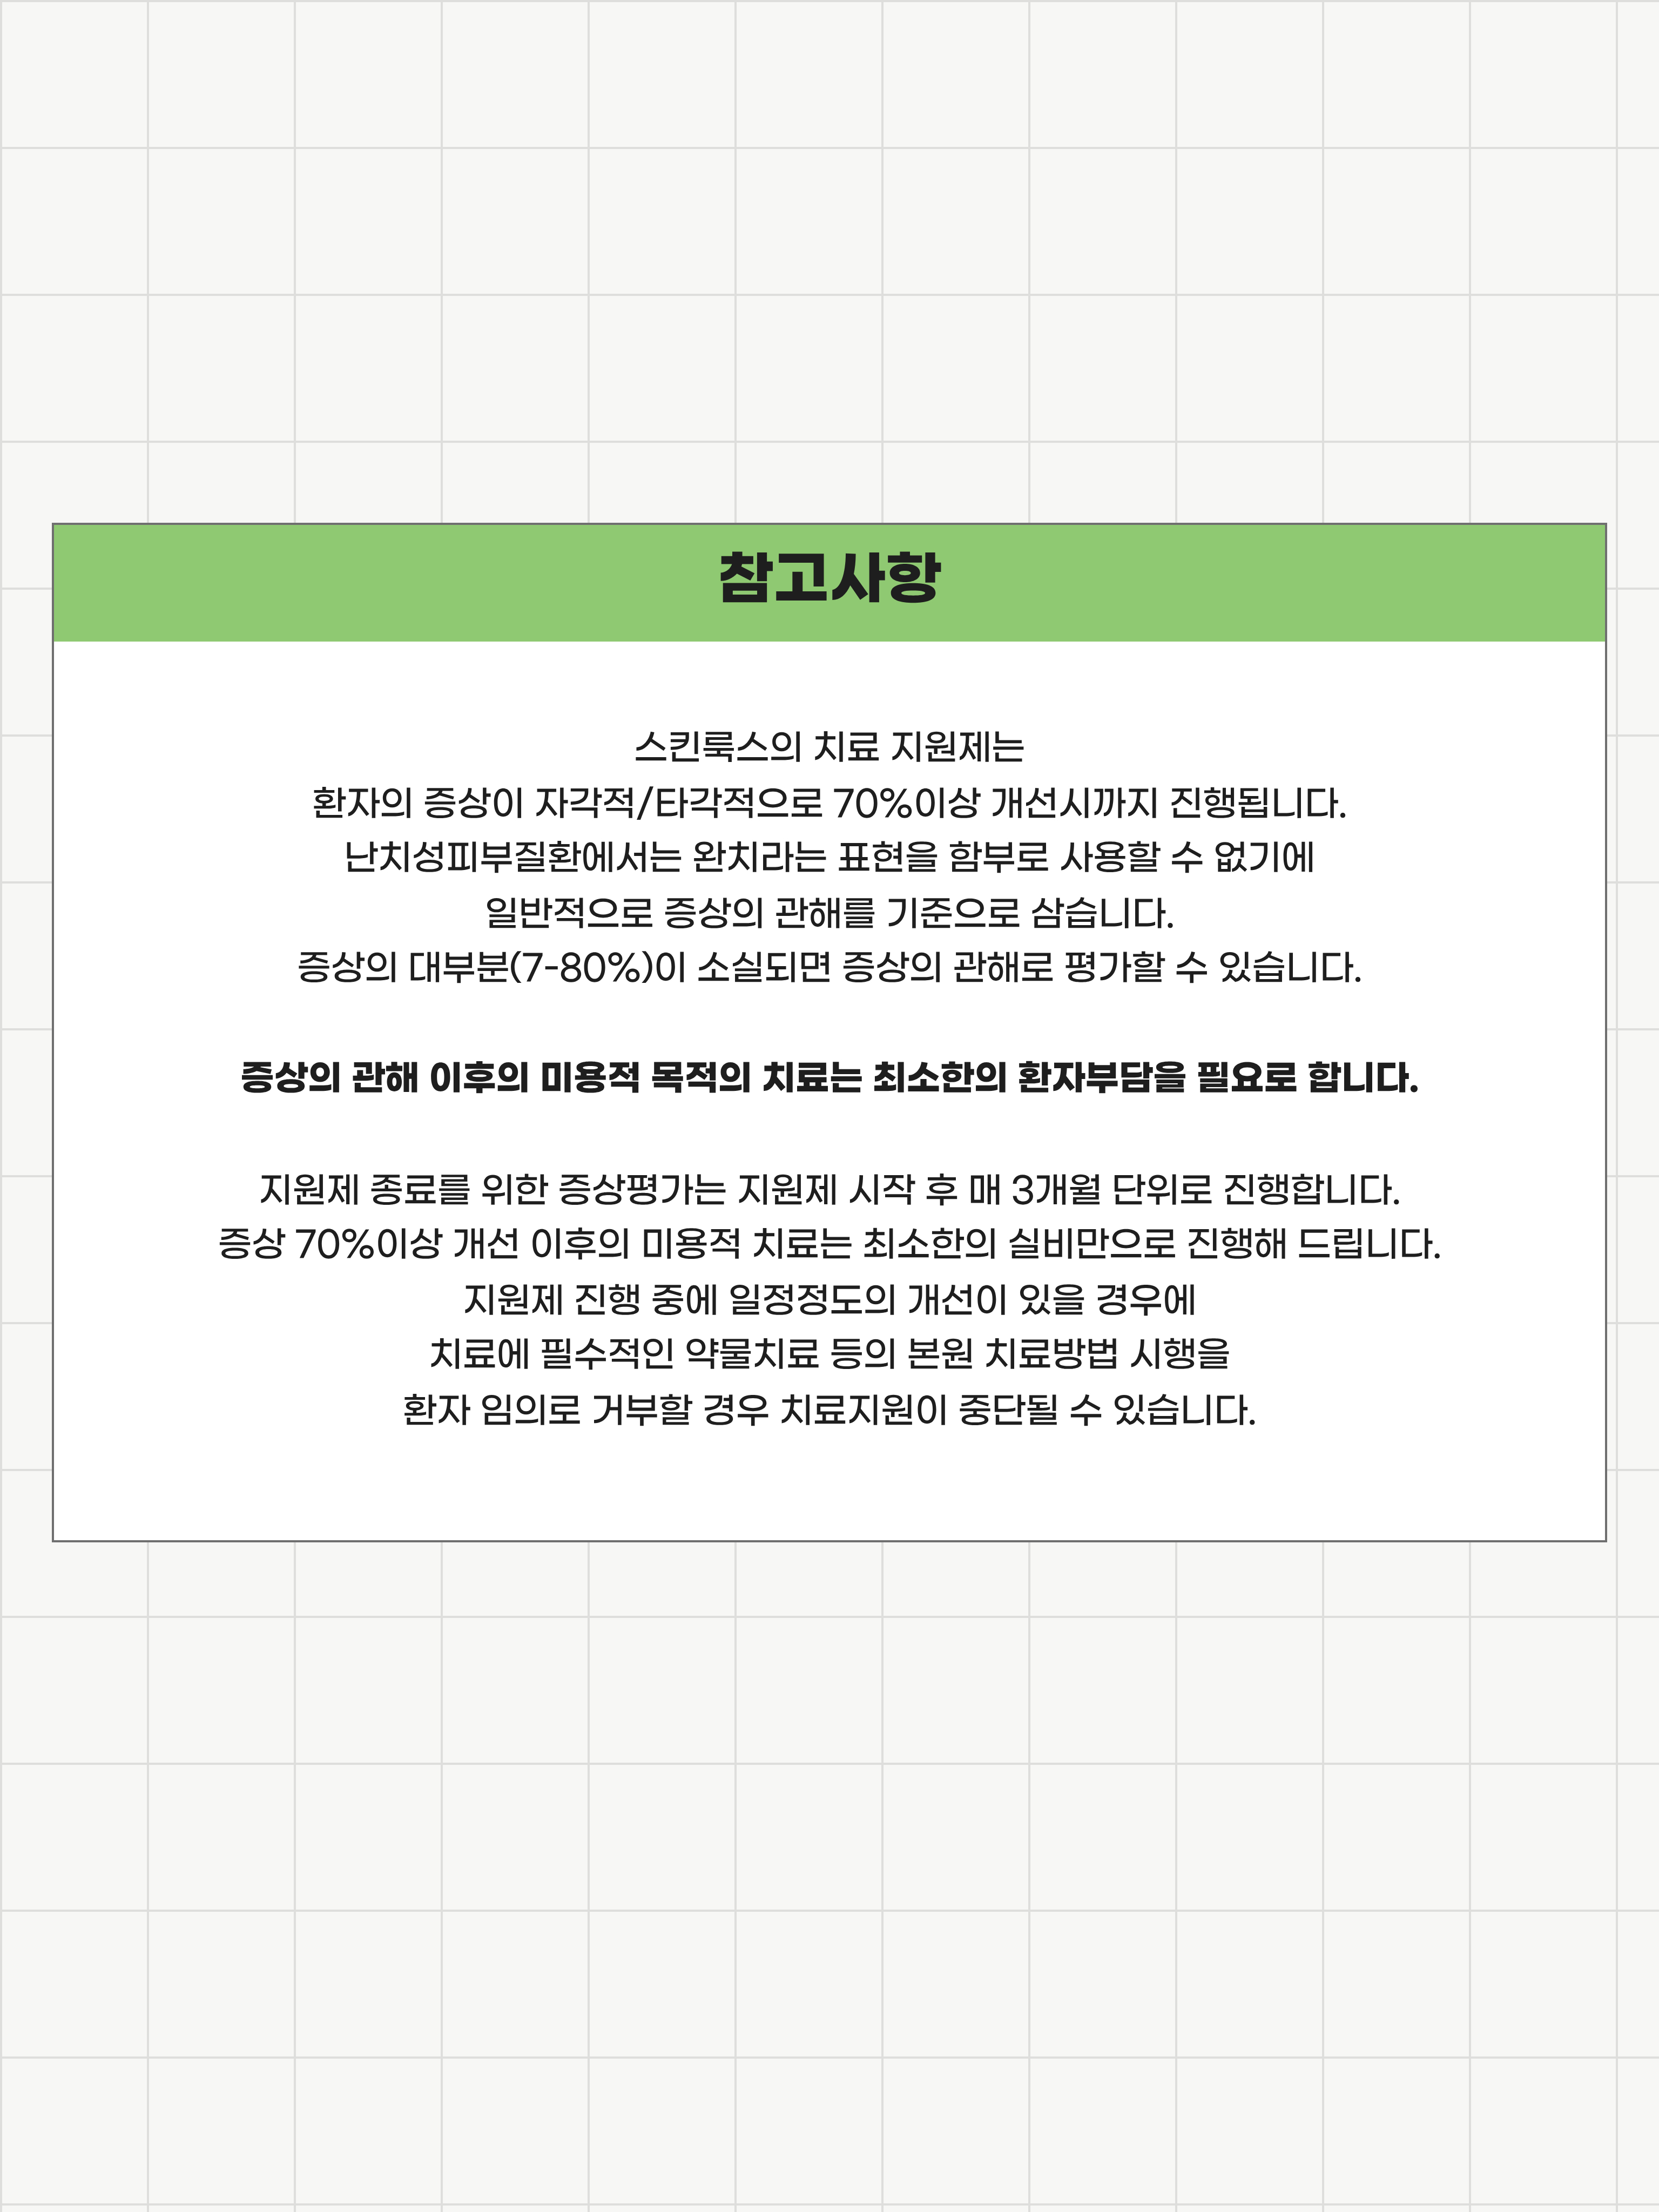 참고사항
스킨룩스의 치료 지원제는
환자의 증상이 자각적/타각적으로 70%이상 개선시까지 진행됩니다.
난치성피부질환에서는 완치라는 표현을 함부로 사용할 수 없기에
일반적으로 증상의 관해를 기준으로 삼습니다.
증상의 대부분(7-80%)이 소실되면 증상의 관해로 평가할 수 있습니다.
증상의 관해 이후의 미용적 목적의 치료는 최소한의 환자부담을 필요로 합니다.
지원제 종료를 위한 증상평가는 지원제 시작 후 매 3개월 단위로 진행합니다.
증상 70%이상 개선 이후의 미용적 치료는 최소한의 실비만으로 진행해 드립니다.
지원제 진행 중에 일정정도의 개선이 있을 경우에
치료에 필수적인 약물치료 등의 본원 치료방법 시행을
환자 임의로 거부할 경우 치료지원이 중단될 수 있습니다.